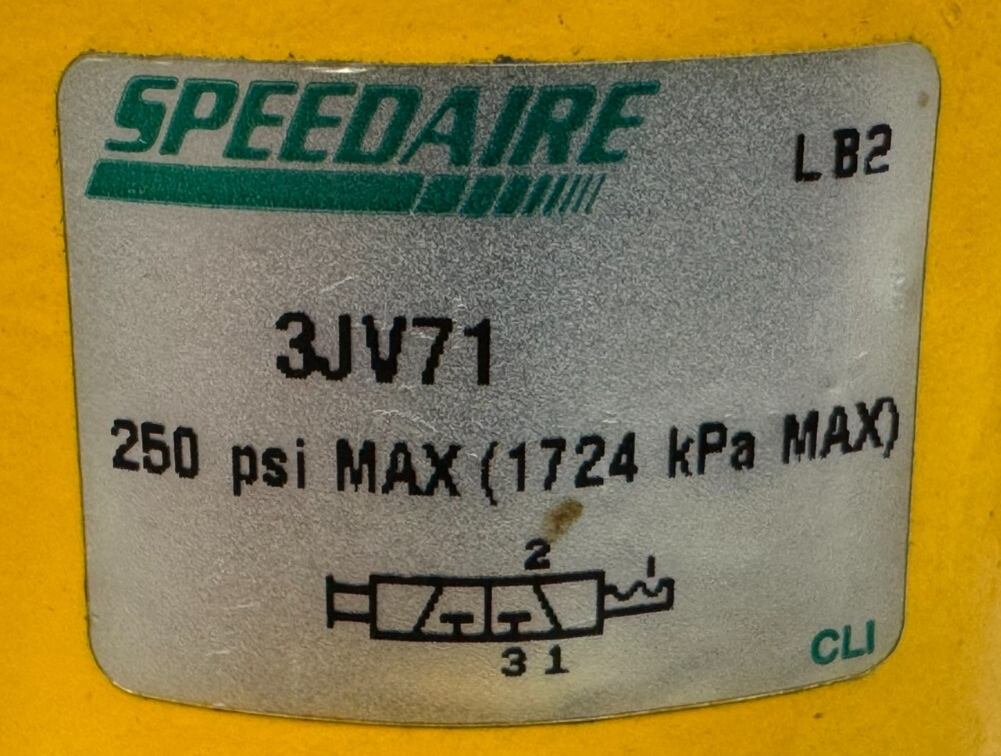 SPEEDAIRE
LB2
3JV71
250 psi MAX (1724 kPa MAX)
2
3 1
CLI